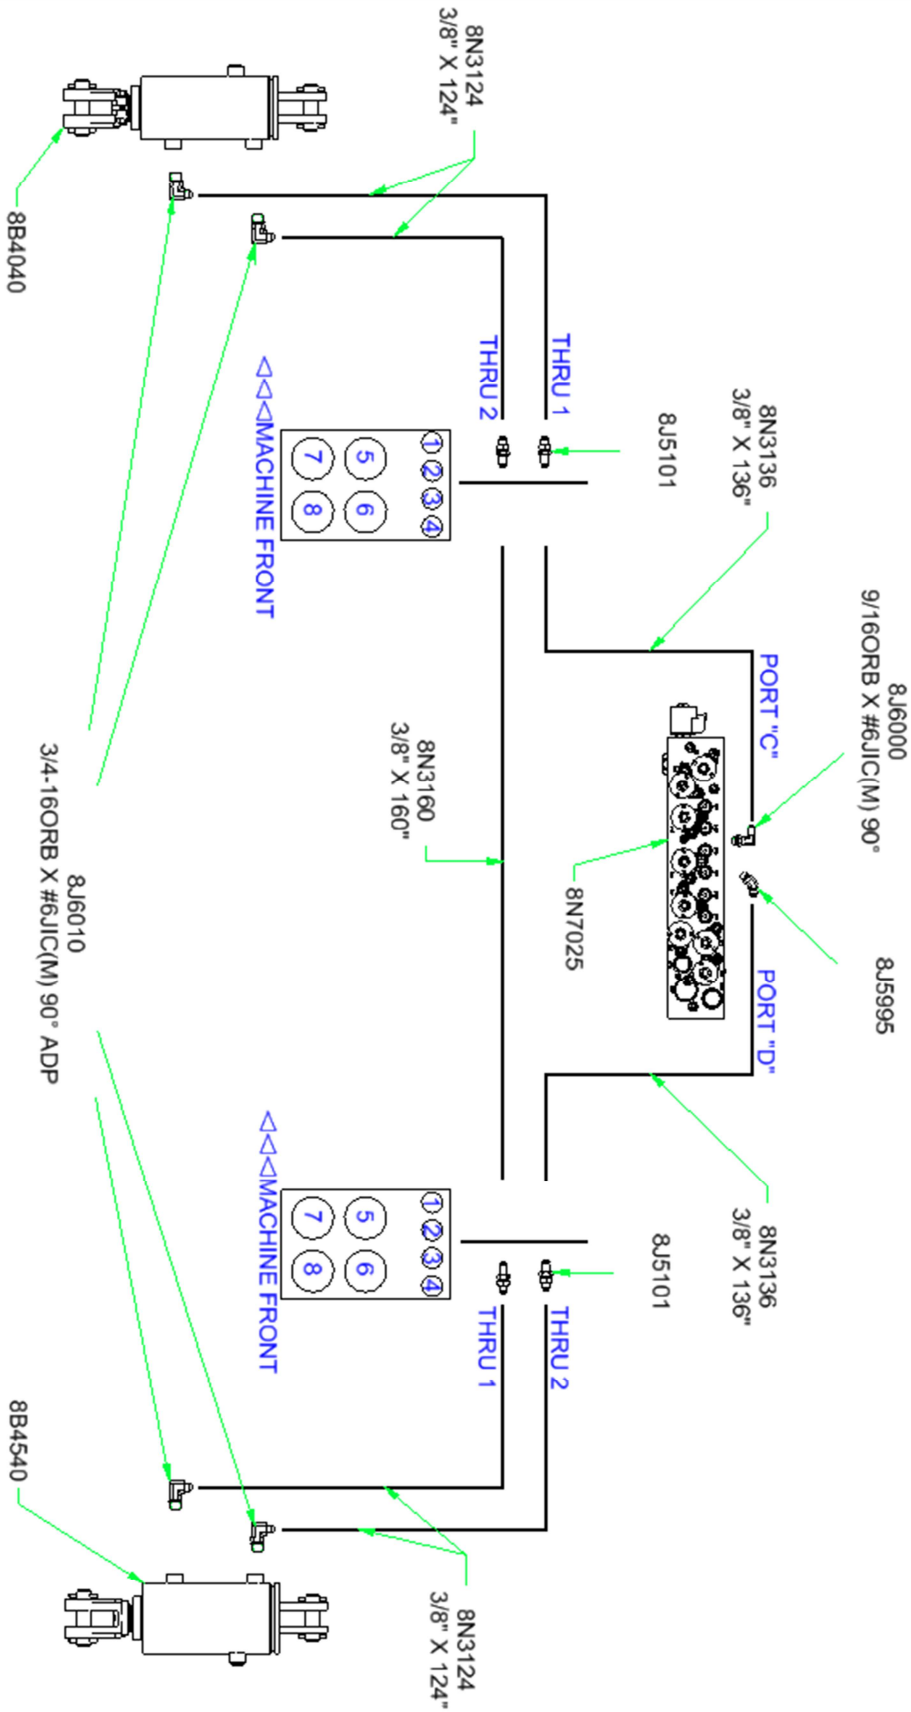 8N3124
3/8" X 124"
8B4040
THRU 1
THRU 2
◁◁◁MACHINE FRONT
1
2
3
4
5
6
7
8
8J5101
8N3136
3/8" X 136"
8J6000
9/16ORB X #6JIC(M) 90°
PORT "C"
8N7025
8N3160
3/8" X 160"
8J6010
3/4-16ORB X #6JIC(M) 90° ADP
8J5995
PORT "D"
8N3136
3/8" X 136"
8J5101
◁◁◁MACHINE FRONT
1
2
3
4
5
6
7
8
THRU 2
THRU 1
8N3124
3/8" X 124"
8B4540